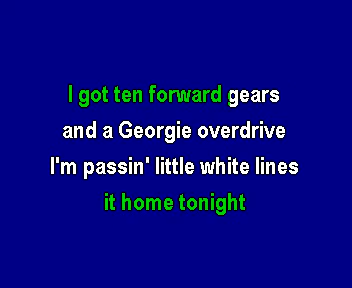 I got ten forward gears
and a Georgie overdrive
I'm passin' little white lines
it home tonight